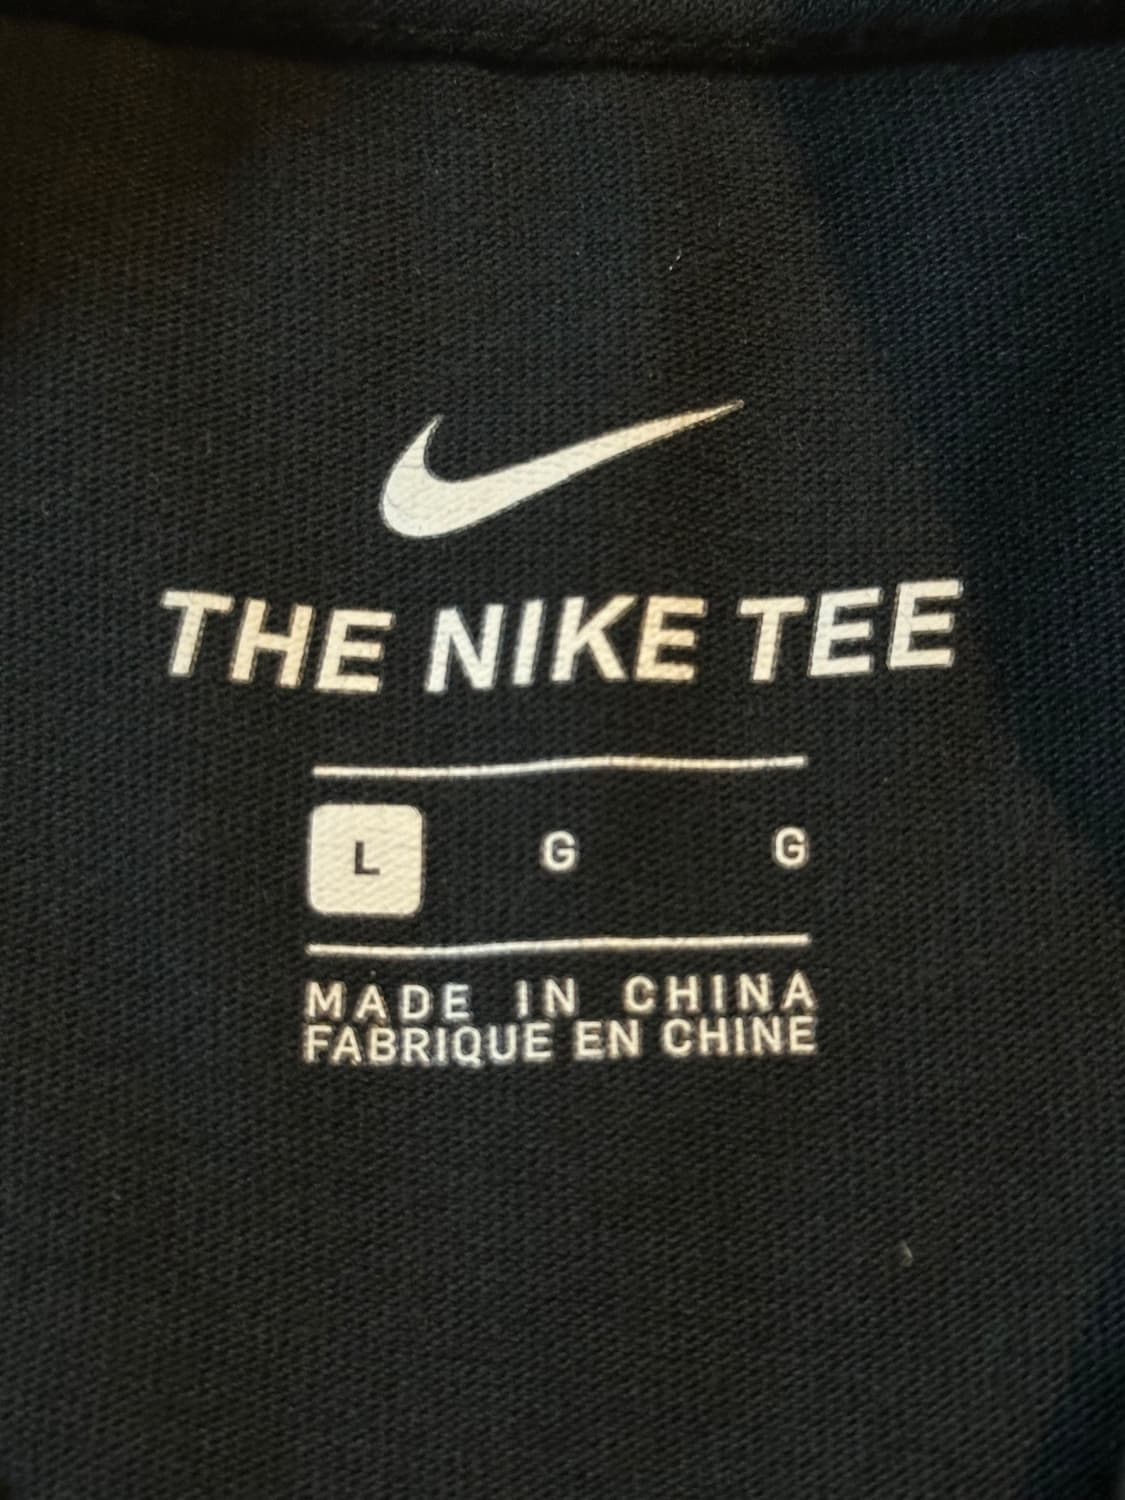 THE NIKE TEE
L G G
MADE IN CHINA
FABRIQUE EN CHINE